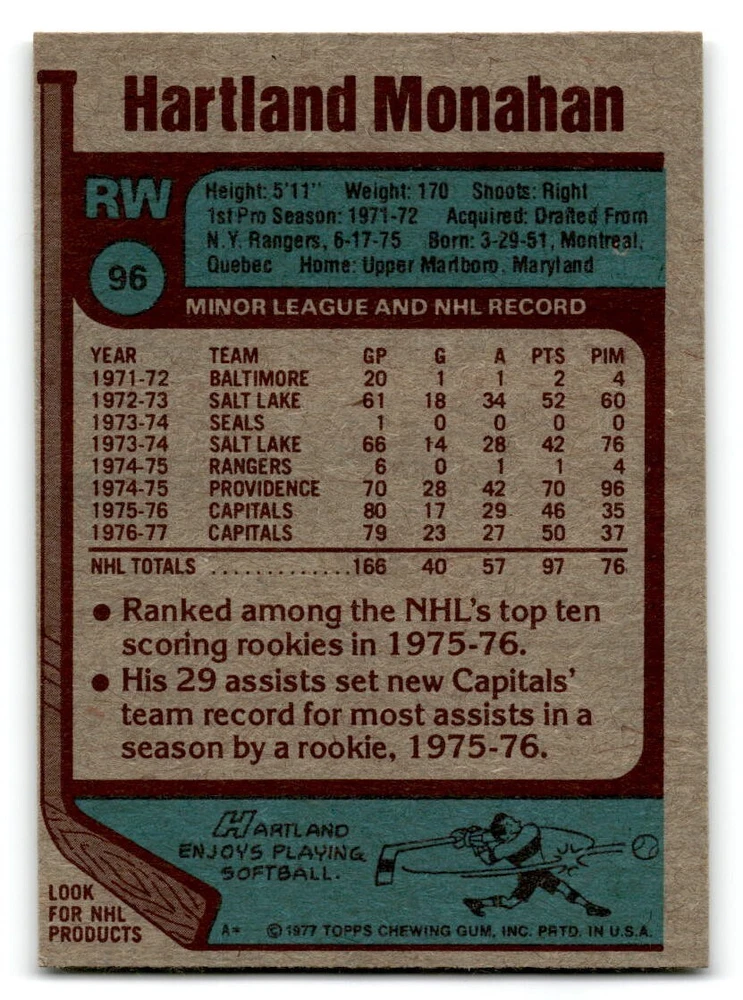 Hartland Monahan
RW
96
Height: 5'11" Weight: 170 Shoots: Right
1st Pro Season: 1971-72 Acquired: Drafted From
N.Y. Rangers, 6-17-75 Born: 3-29-51, Montreal,
Quebec Home: Upper Marlboro, Maryland
MINOR LEAGUE AND NHL RECORD
YEAR TEAM GP G A PTS PIM
1971-72 BALTIMORE 20 1 1 2 4
1972-73 SALT LAKE 61 18 34 52 60
1973-74 SEALS 1 0 0 0 0
1973-74 SALT LAKE 66 14 28 42 76
1974-75 RANGERS 6 0 1 1 4
1974-75 PROVIDENCE 70 28 42 70 96
1975-76 CAPITALS 80 17 29 46 35
1976-77 CAPITALS 79 23 27 50 37
NHL TOTALS ............166 40 57 97 76
● Ranked among the NHL's top ten
scoring rookies in 1975-76.
● His 29 assists set new Capitals'
team record for most assists in a
season by a rookie, 1975-76.
HARTLAND
ENJOYS PLAYING
SOFTBALL.
LOOK
FOR NHL
PRODUCTS
A* © 1977 TOPPS CHEWING GUM, INC. PRTD. IN U.S.A.